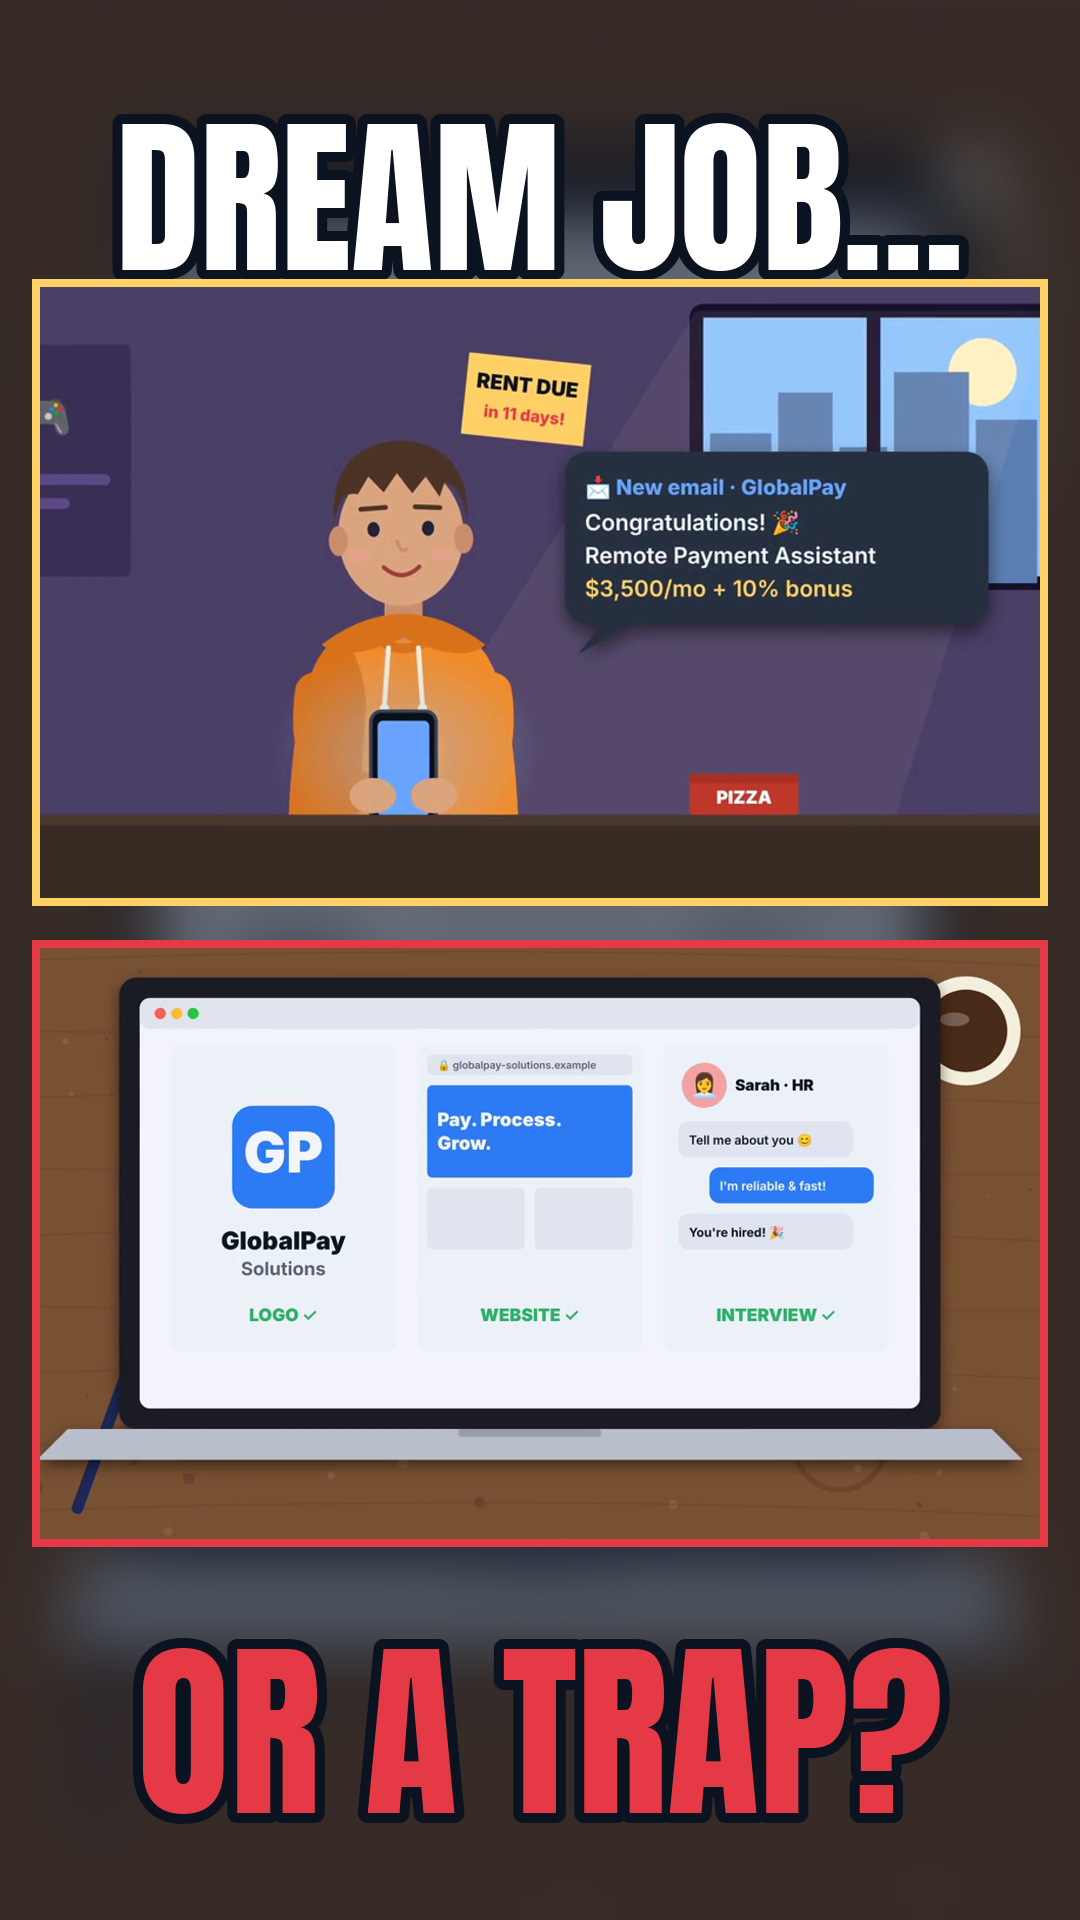 DREAM JOB...
RENT DUE
in 11 days!
📩 New email · GlobalPay
Congratulations! 🎉
Remote Payment Assistant
$3,500/mo + 10% bonus
PIZZA
GP
GlobalPay
Solutions
LOGO ✓
🔒 globalpay-solutions.example
Pay. Process.
Grow.
WEBSITE ✓
Sarah · HR
Tell me about you 😊
I'm reliable & fast!
You're hired! 🎉
INTERVIEW ✓
OR A TRAP?